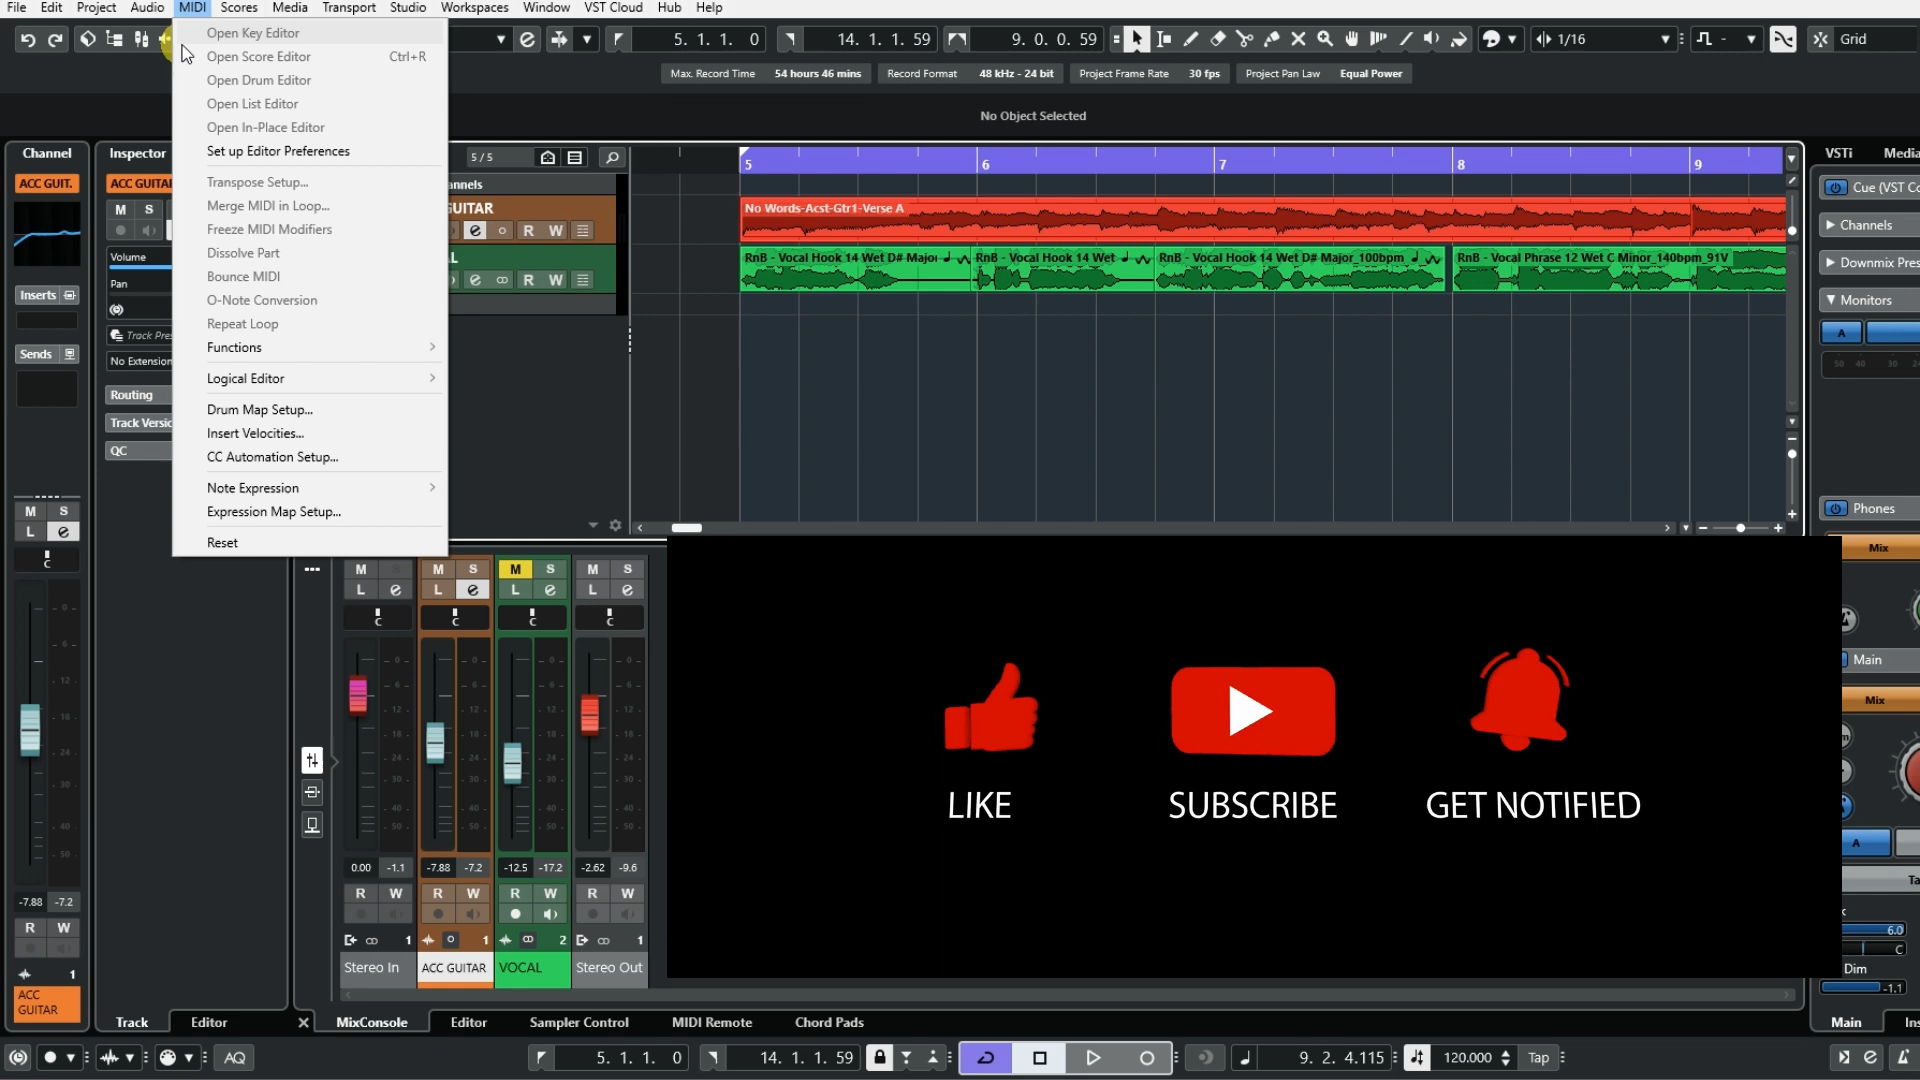 File Edit Project Audio MIDI Scores Media Transport Studio Workspaces Window VST Cloud Hub Help
5. 1. 1. 0
14. 1. 1. 59
9. 0. 0. 59
1/16
Grid
Max. Record Time 54 hours 46 mins Record Format 48 kHz - 24 bit Project Frame Rate 30 fps Project Pan Law Equal Power
No Object Selected
Open Key Editor
Open Score Editor Ctrl+R
Open Drum Editor
Open List Editor
Open In-Place Editor
Set up Editor Preferences
Transpose Setup...
Merge MIDI in Loop...
Freeze MIDI Modifiers
Dissolve Part
Bounce MIDI
O-Note Conversion
Repeat Loop
Functions
Logical Editor
Drum Map Setup...
Insert Velocities...
CC Automation Setup...
Note Expression
Expression Map Setup...
Reset
Channel
ACC GUIT.
Inserts
Sends
M S
L e
C
-7.88 -7.2
R W
1
ACC
GUITAR
Inspector
ACC GUITAR
M S
Volume
Pan
Track Pre
No Extension
Routing
Track Versio
QC
5/5
annels
UITAR
R W
L
R W
5 6 7 8 9
No Words-Acst-Gtr1-Verse A
RnB - Vocal Hook 14 Wet D# Major
RnB - Vocal Hook 14 Wet
RnB - Vocal Hook 14 Wet D# Major_100bpm
RnB - Vocal Phrase 12 Wet C Minor_140bpm_91V
VSTi Media
Cue (VST Co
Channels
Downmix Pres
Monitors
A
Phones
Mix
Main
Mix
A
6.0
C
Dim
-1.1
Main Ins
M M S M S M S
L e L e L e L e
C C C C
0.00 -1.1 -7.88 -7.2 -12.5 -17.2 -2.62 -9.6
R W R W R W R W
1 1 2 1
Stereo In ACC GUITAR VOCAL Stereo Out
LIKE SUBSCRIBE GET NOTIFIED
Track Editor
MixConsole Editor Sampler Control MIDI Remote Chord Pads
AQ
5. 1. 1. 0
14. 1. 1. 59
9. 2. 4.115
120.000
Tap